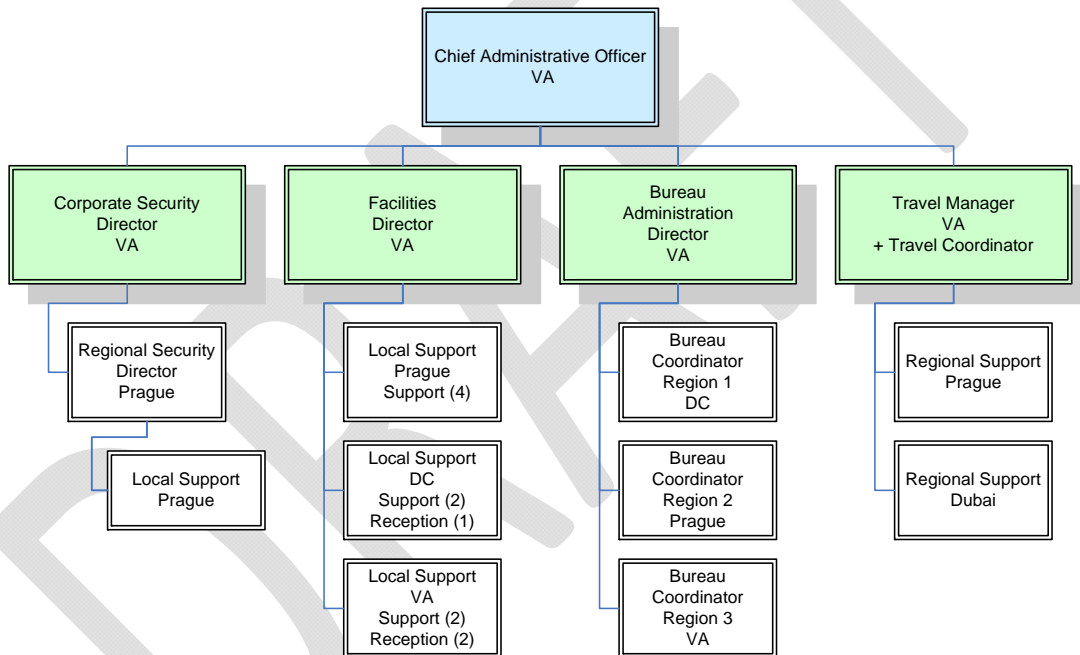 Chief Administrative Officer
VA
Corporate Security
Director
VA
Facilities
Director
VA
Bureau
Administration
Director
VA
Travel Manager
VA
+ Travel Coordinator
Regional Security
Director
Prague
Local Support
Prague
Local Support
Prague
Support (4)
Local Support
DC
Support (2)
Reception (1)
Local Support
VA
Support (2)
Reception (2)
Bureau
Coordinator
Region 1
DC
Bureau
Coordinator
Region 2
Prague
Bureau
Coordinator
Region 3
VA
Regional Support
Prague
Regional Support
Dubai
DRAFT